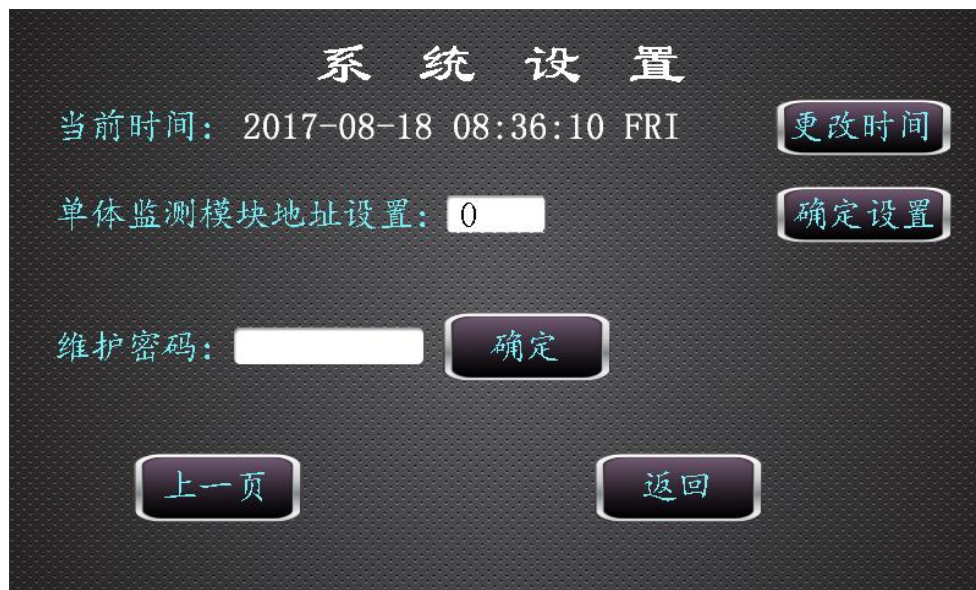 系 统 设 置
当前时间: 2017-08-18 08:36:10 FRI 更改时间
单体监测模块地址设置: 0 确定设置
维护密码: 确定
上一页 返回